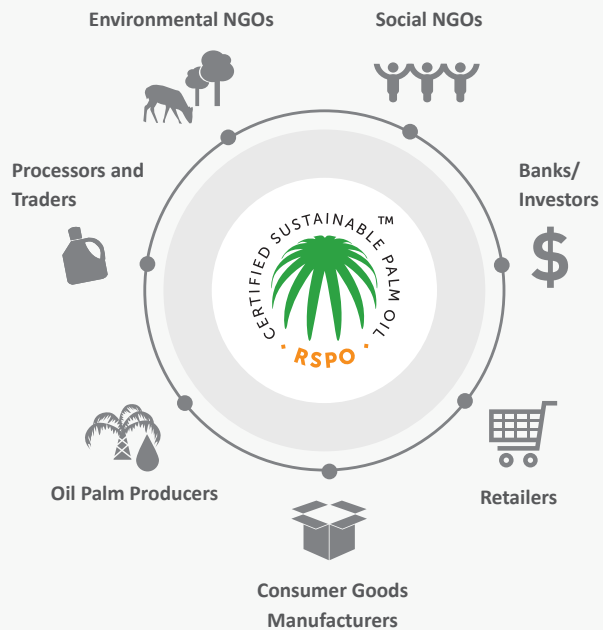 Environmental NGOs
Social NGOs
Processors and
Traders
Banks/
Investors
CERTIFIED SUSTAINABLE PALM OIL ™
· RSPO ·
$
Oil Palm Producers
Retailers
Consumer Goods
Manufacturers